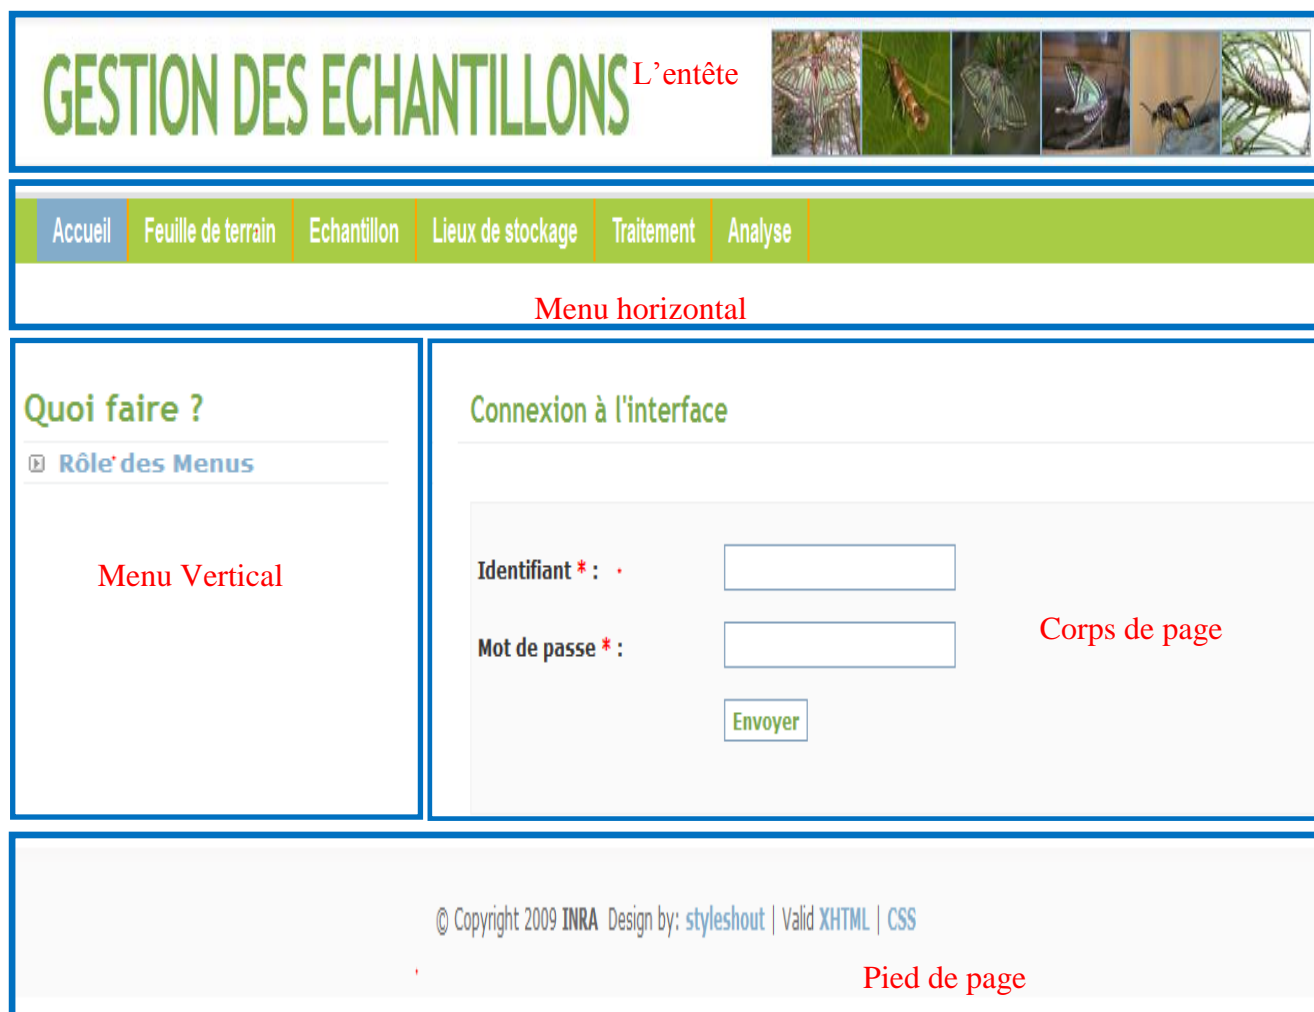 GESTION DES ECHANTILLONS L’entête
Accueil Feuille de terrain Echantillon Lieux de stockage Traitement Analyse
Menu horizontal
Quoi faire ?
Rôle des Menus
Menu Vertical
Connexion à l'interface
Identifiant * :
Mot de passe * :
Corps de page
Envoyer
© Copyright 2009 INRA Design by: styleshout | Valid XHTML | CSS
Pied de page